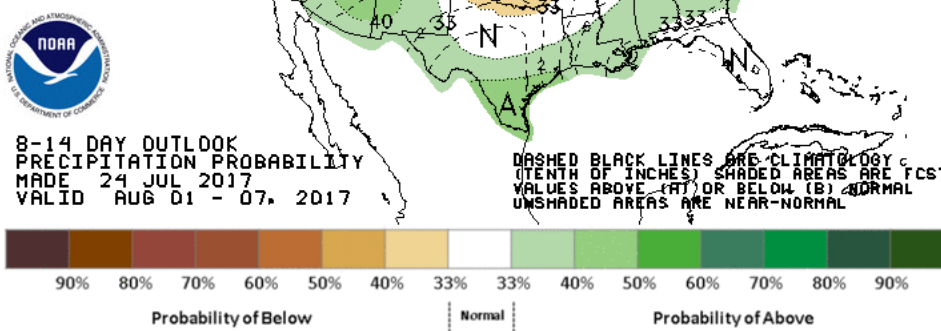 40 33 33 33 33
N
N
2
A
NOAA
NATIONAL OCEANIC AND ATMOSPHERIC ADMINISTRATION
U.S. DEPARTMENT OF COMMERCE
8-14 DAY OUTLOOK
PRECIPITATION PROBABILITY
MADE 24 JUL 2017
VALID AUG 01 - 07, 2017
DASHED BLACK LINES ARE CLIMATOLOGY
(TENTH OF INCHES) SHADED AREAS ARE FCST
VALUES ABOVE (A) OR BELOW (B) NORMAL
UNSHADED AREAS ARE NEAR-NORMAL
90% 80% 70% 60% 50% 40% 33% 33% 40% 50% 60% 70% 80% 90%
Probability of Below Normal Probability of Above